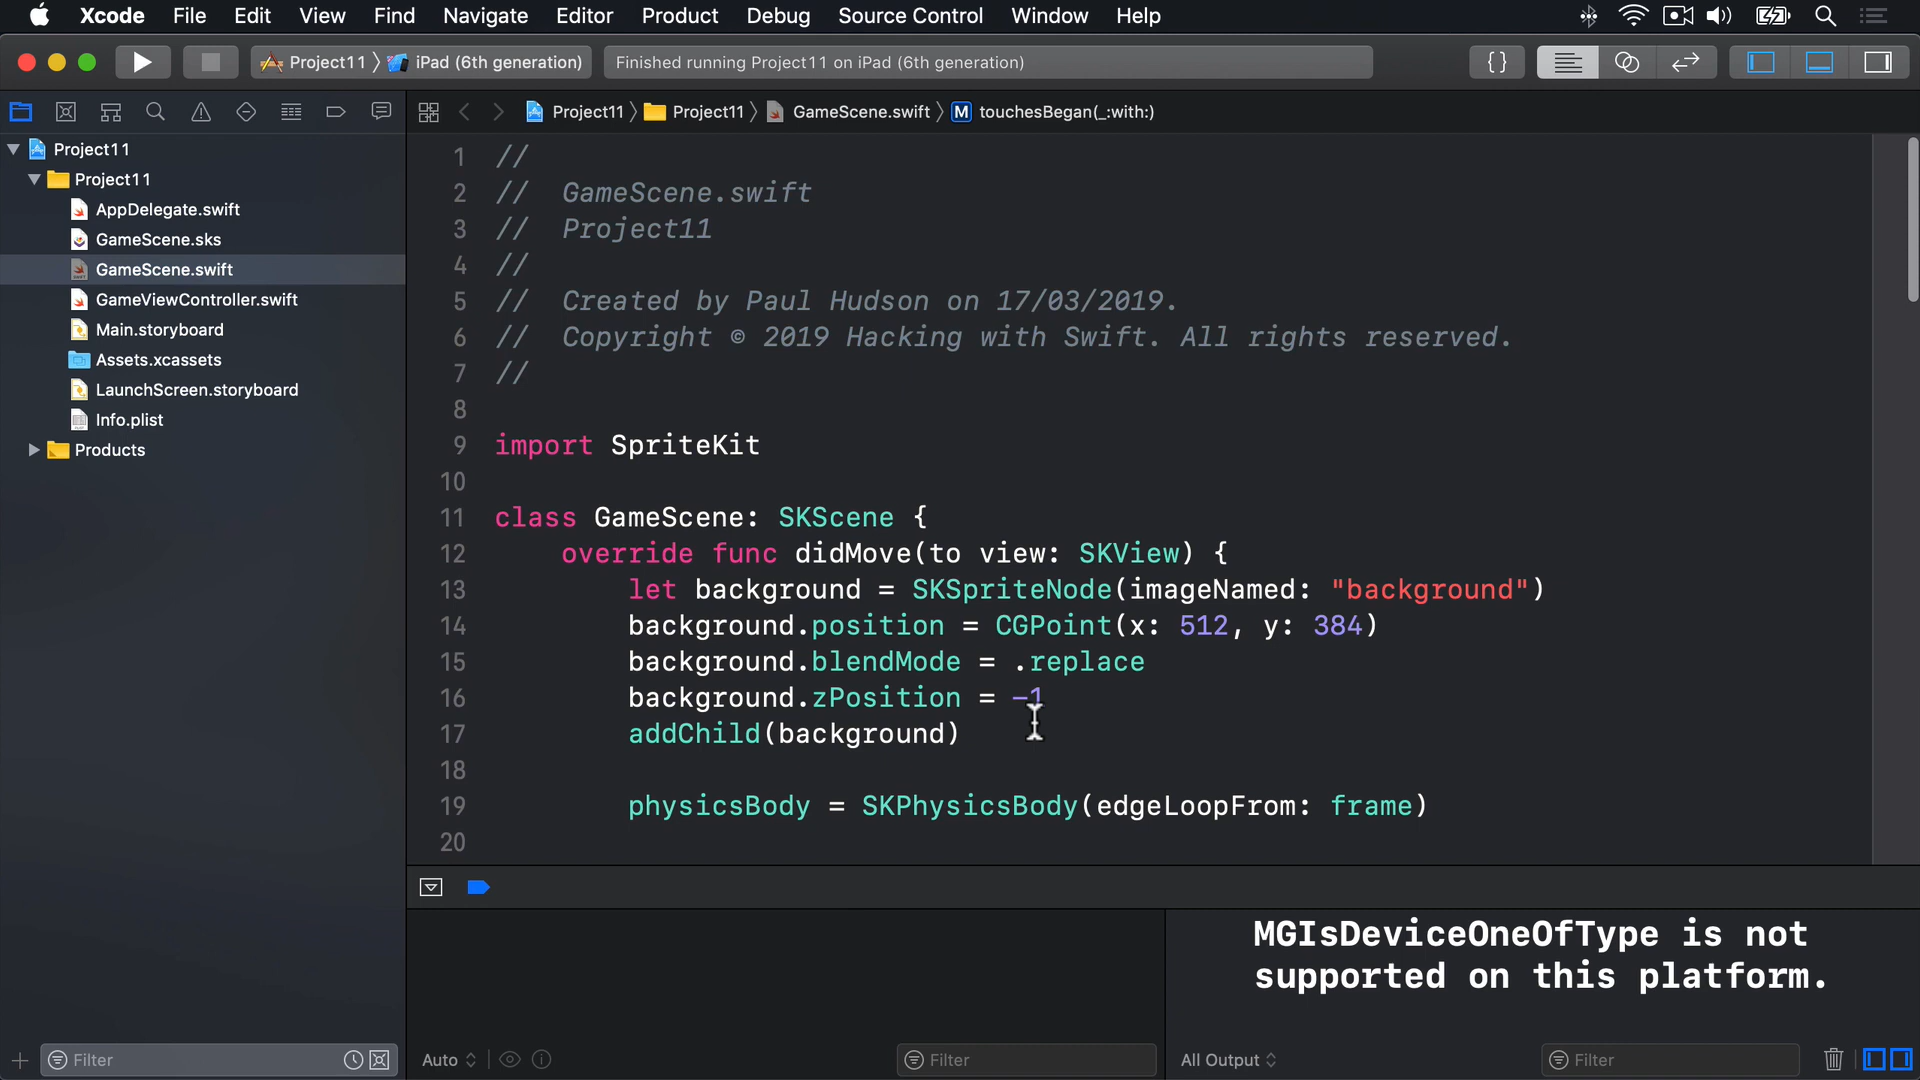 Xcode File Edit View Find Navigate Editor Product Debug Source Control Window Help
Project11 iPad (6th generation) Finished running Project11 on iPad (6th generation) {}
Project11 Project11 GameScene.swift M touchesBegan(_:with:)
Project11
Project11
AppDelegate.swift
GameScene.sks
GameScene.swift
GameViewController.swift
Main.storyboard
Assets.xcassets
LaunchScreen.storyboard
Info.plist
Products
1 //
2 // GameScene.swift
3 // Project11
4 //
5 // Created by Paul Hudson on 17/03/2019.
6 // Copyright © 2019 Hacking with Swift. All rights reserved.
7 //
8
9 import SpriteKit
10
11 class GameScene: SKScene {
12 override func didMove(to view: SKView) {
13 let background = SKSpriteNode(imageNamed: "background")
14 background.position = CGPoint(x: 512, y: 384)
15 background.blendMode = .replace
16 background.zPosition = -1
17 addChild(background)
18
19 physicsBody = SKPhysicsBody(edgeLoopFrom: frame)
20
MGIsDeviceOneOfType is not
supported on this platform.
Filter Auto Filter All Output Filter